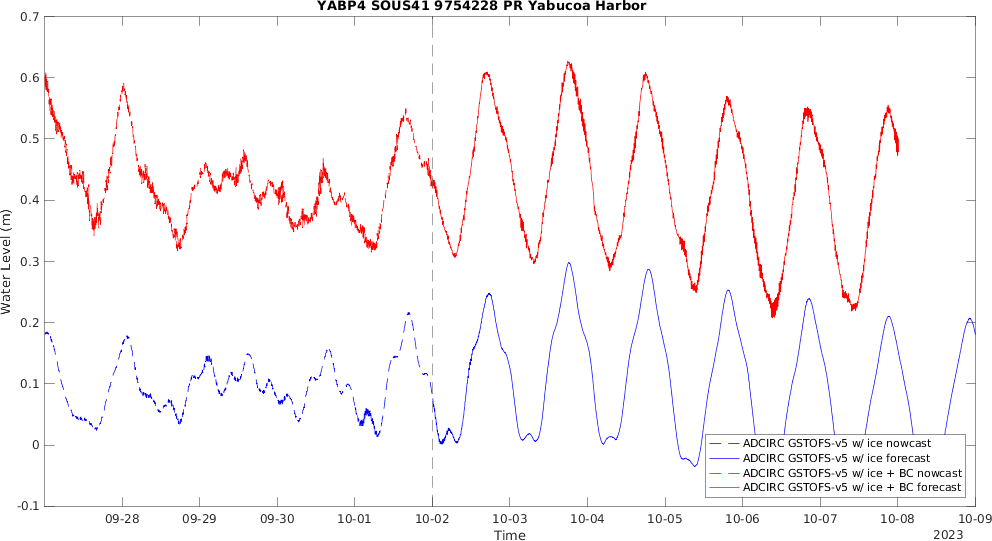 YABP4 SOUS41 9754228 PR Yabucoa Harbor
0.7
0.6
0.5
0.4
0.3
0.2
0.1
0
-0.1
Water Level (m)
09-28 09-29 09-30 10-01 10-02 10-03 10-04 10-05 10-06 10-07 10-08 10-09
Time
2023
ADCIRC GSTOFS-v5 w/ ice nowcast
ADCIRC GSTOFS-v5 w/ ice forecast
ADCIRC GSTOFS-v5 w/ ice + BC nowcast
ADCIRC GSTOFS-v5 w/ ice + BC forecast